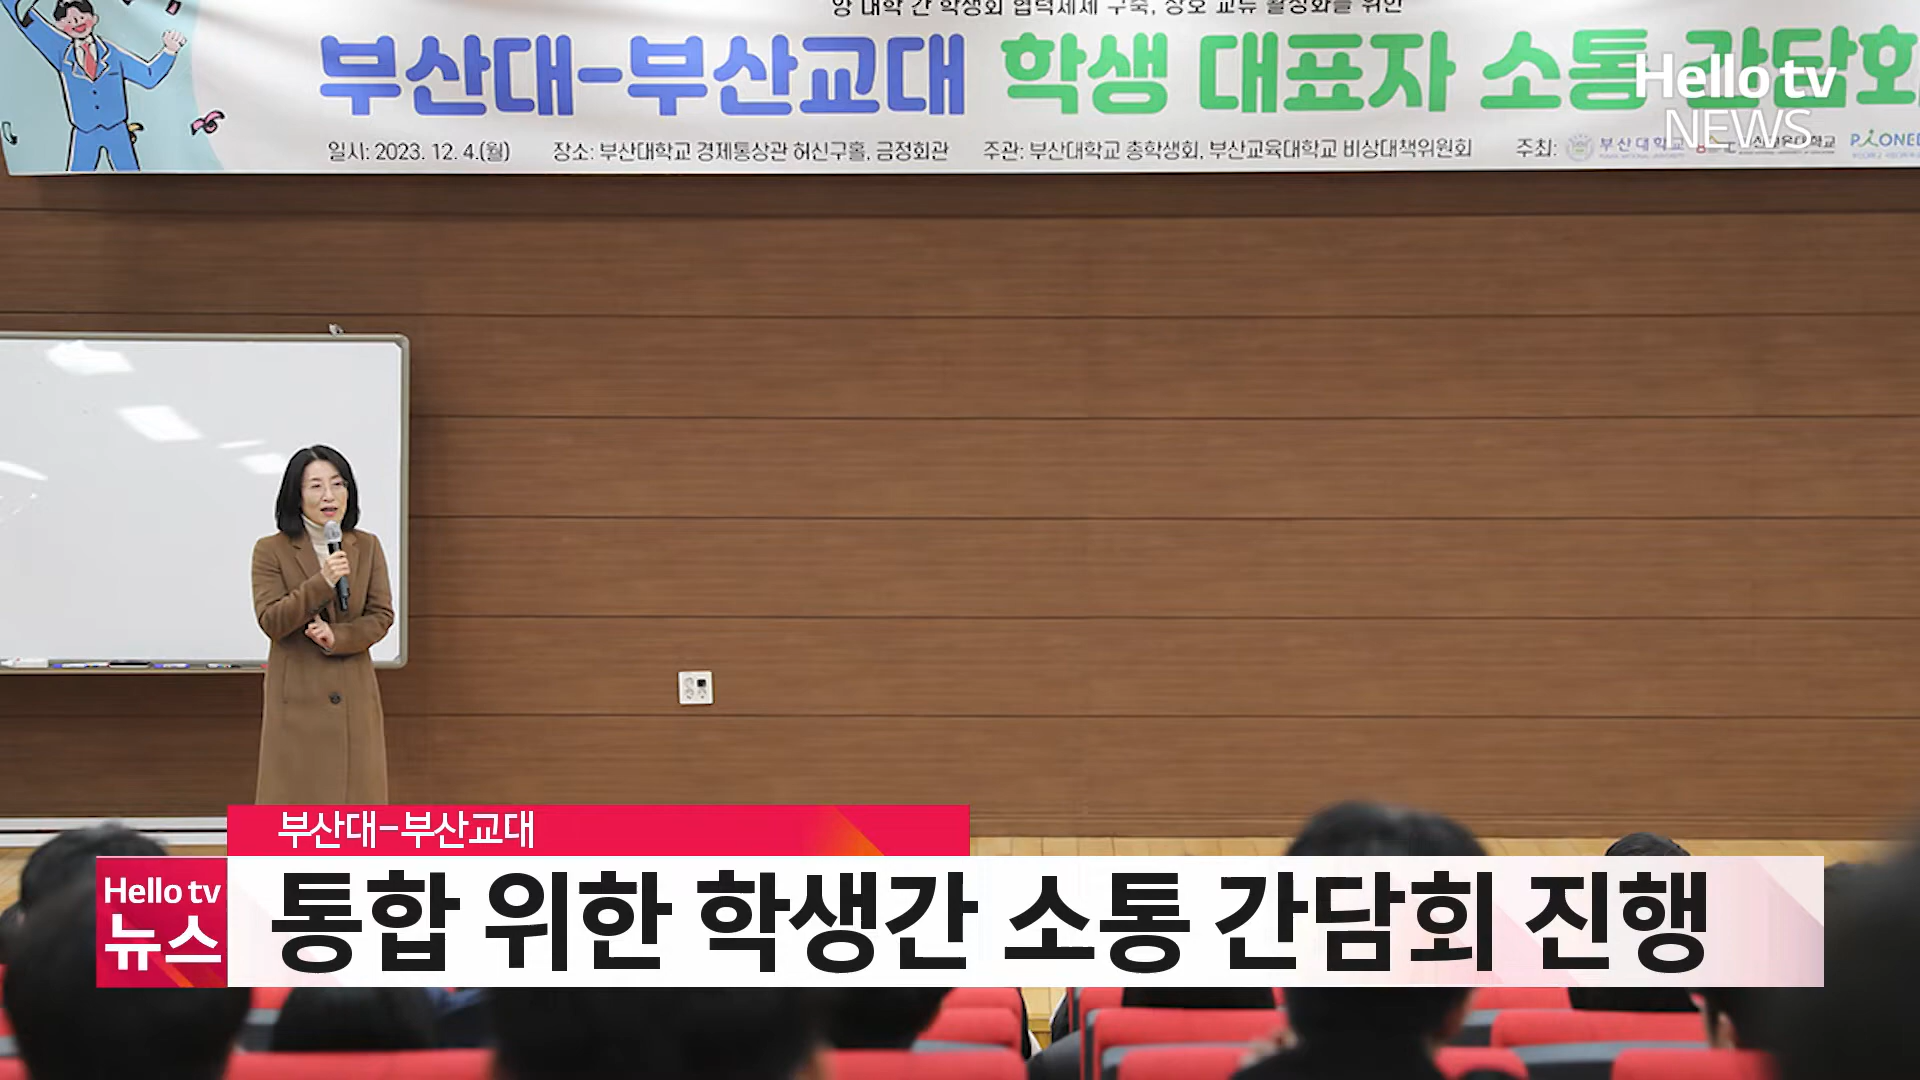 양 대학 간 학생회 협력체제 구축, 상호 교류 활성화를 위한
부산대-부산교대 학생 대표자 소통 간담회
Hello tv
NEWS
일시: 2023. 12. 4.(월) 장소: 부산대학교 경제통상관 허신구홀, 금정회관 주관: 부산대학교 총학생회, 부산교육대학교 비상대책위원회 주최: 부산대학교
부산대-부산교대
Hello tv
뉴스
통합 위한 학생간 소통 간담회 진행